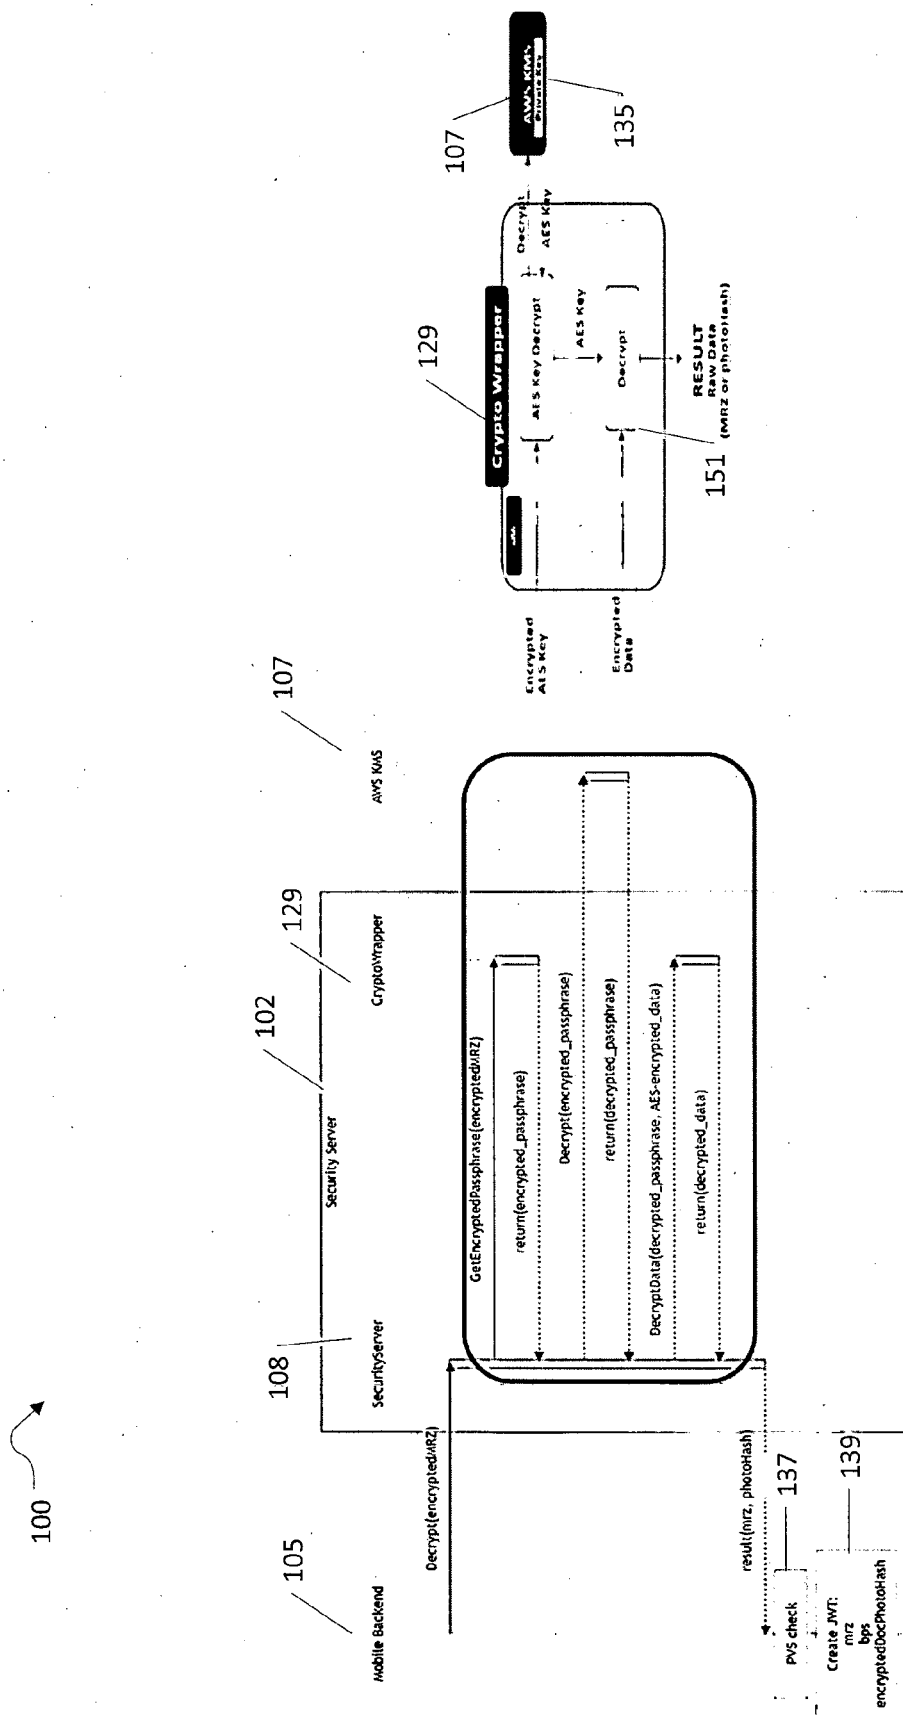 100
105
Mobile Backend
108
SecurityServer
102
Security Server
129
CryptoWrapper
107
AWS KMS
Decrypt(encryptedMRZ)
GetEncryptedPassphrase(encryptedMRZ)
return(encrypted_passphrase)
Decrypt(encrypted_passphrase)
return(decrypted_passphrase)
DecryptData(decrypted_passphrase, AES-encrypted_data)
return(decrypted_data)
result(mrz, photoHash)
137
PVS check
139
Create JWT:
mrz
bps
encryptedDocPhotoHash
129
Crypto Wrapper
107
AWS KMS
Private Key
135
Encrypted
AES Key
AES Key Decrypt
Decrypt
AES Key
AES Key
Encrypted
Data
Decrypt
151
RESULT
Raw Data
(MRZ or photoHash)